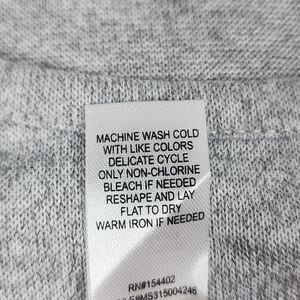 MACHINE WASH COLD
WITH LIKE COLORS
DELICATE CYCLE
ONLY NON-CHLORINE
BLEACH IF NEEDED
RESHAPE AND LAY
FLAT TO DRY
WARM IRON IF NEEDED
RN#154402